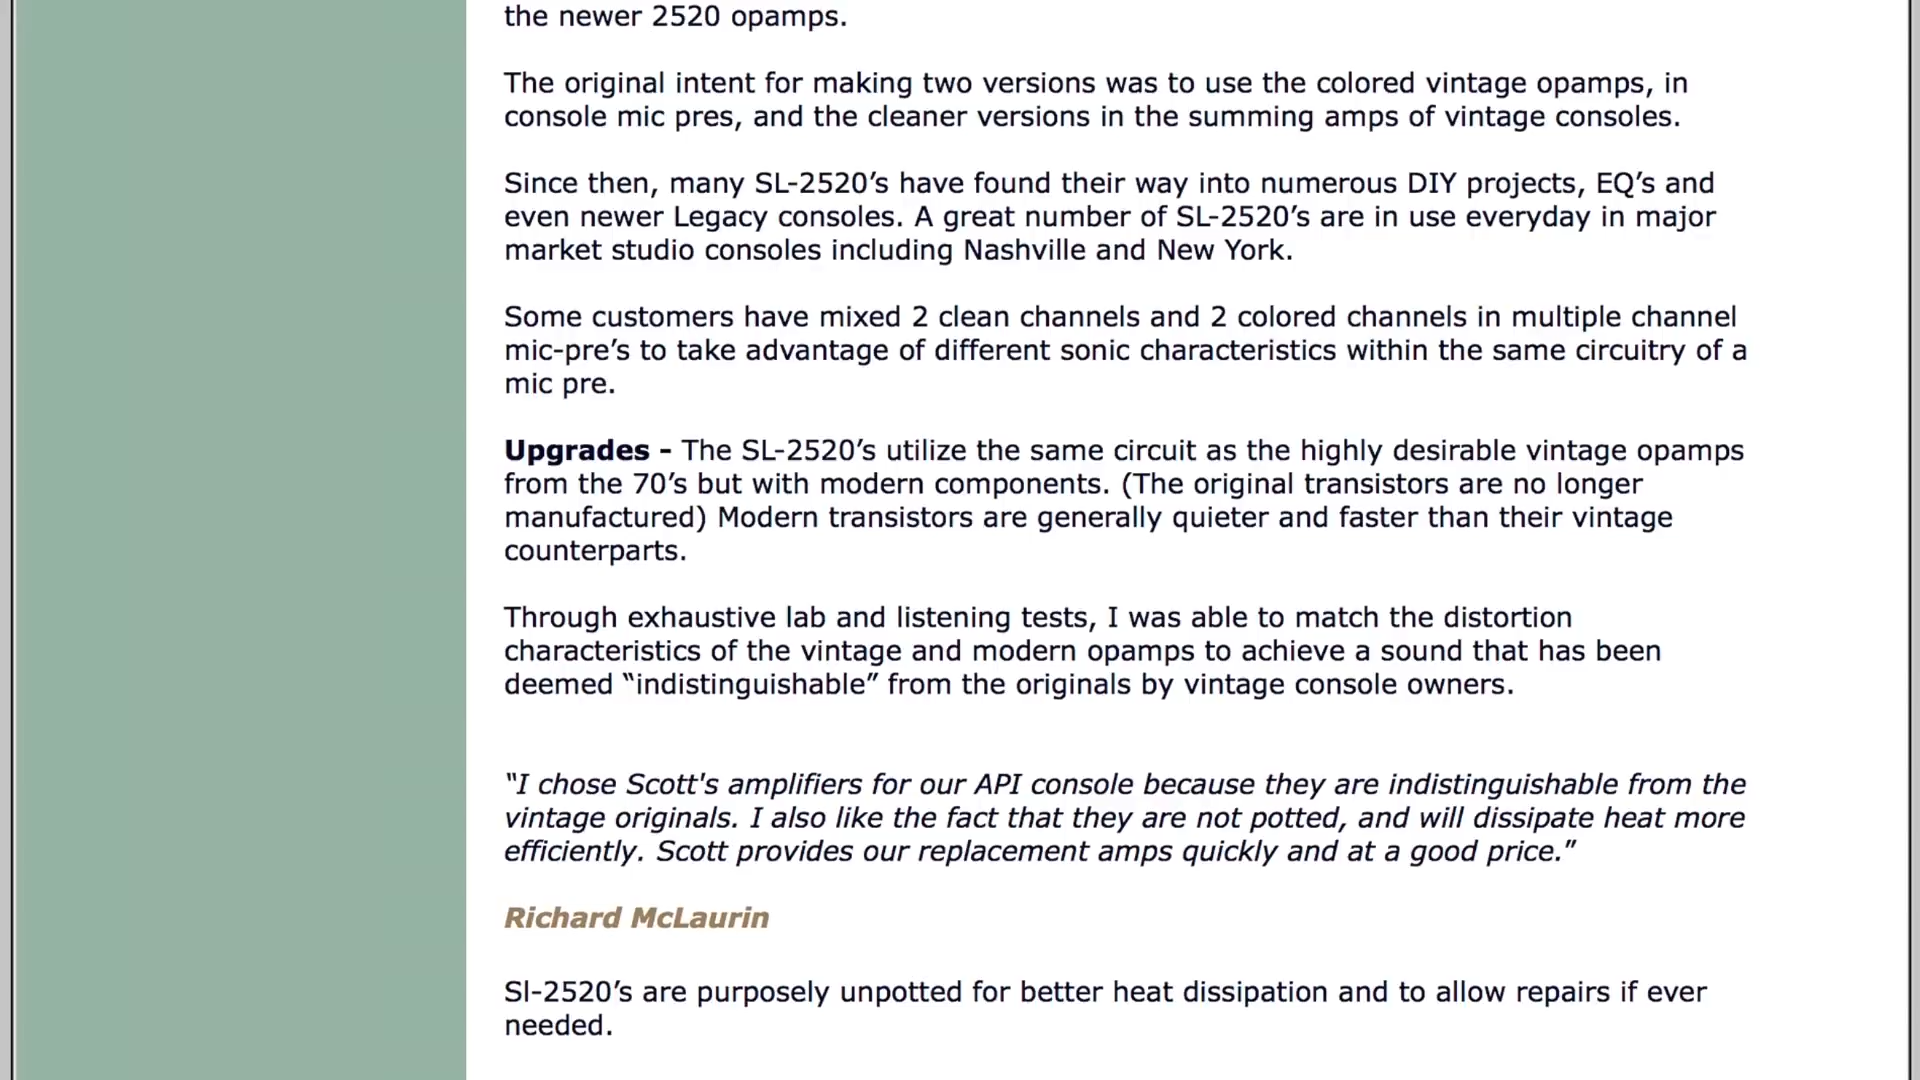 the newer 2520 opamps.
The original intent for making two versions was to use the colored vintage opamps, in
console mic pres, and the cleaner versions in the summing amps of vintage consoles.
Since then, many SL-2520’s have found their way into numerous DIY projects, EQ’s and
even newer Legacy consoles. A great number of SL-2520’s are in use everyday in major
market studio consoles including Nashville and New York.
Some customers have mixed 2 clean channels and 2 colored channels in multiple channel
mic-pre’s to take advantage of different sonic characteristics within the same circuitry of a
mic pre.
Upgrades - The SL-2520’s utilize the same circuit as the highly desirable vintage opamps
from the 70’s but with modern components. (The original transistors are no longer
manufactured) Modern transistors are generally quieter and faster than their vintage
counterparts.
Through exhaustive lab and listening tests, I was able to match the distortion
characteristics of the vintage and modern opamps to achieve a sound that has been
deemed “indistinguishable” from the originals by vintage console owners.
“I chose Scott's amplifiers for our API console because they are indistinguishable from the
vintage originals. I also like the fact that they are not potted, and will dissipate heat more
efficiently. Scott provides our replacement amps quickly and at a good price.”
Richard McLaurin
Sl-2520’s are purposely unpotted for better heat dissipation and to allow repairs if ever
needed.